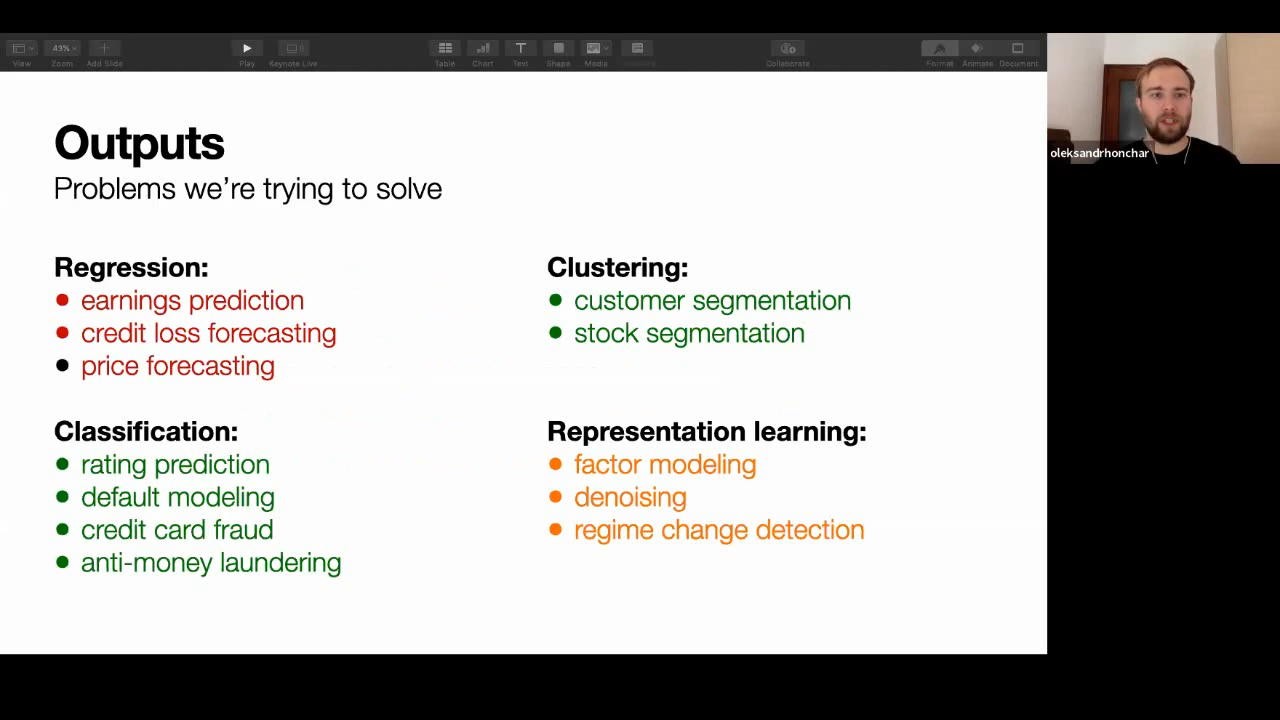 View
49%
Zoom
Add Slide
Play
Keynote Live
Table
Chart
Text
Shape
Media
Collaborate
Format
Animate
Document
oleksandrhonchar
Outputs
Problems we're trying to solve
Regression:
• earnings prediction
• credit loss forecasting
• price forecasting
Classification:
• rating prediction
• default modeling
• credit card fraud
• anti-money laundering
Clustering:
• customer segmentation
• stock segmentation
Representation learning:
• factor modeling
• denoising
• regime change detection